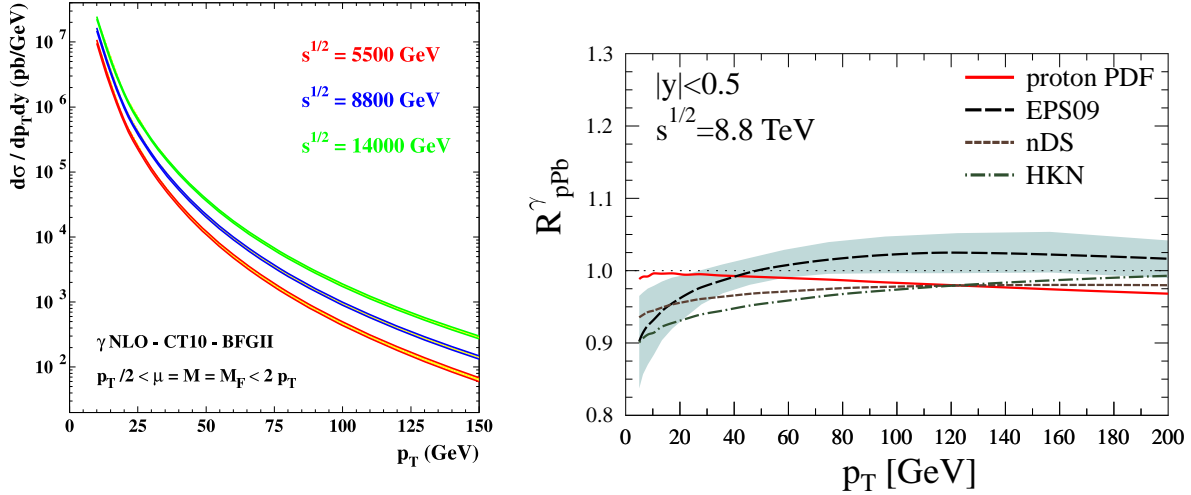 dσ / dp_T dy (pb/GeV)
10^7
10^6
10^5
10^4
10^3
10^2
s^{1/2} = 5500 GeV
s^{1/2} = 8800 GeV
s^{1/2} = 14000 GeV
γ NLO - CT10 - BFGII
p_T /2 < μ = M = M_F < 2 p_T
0 25 50 75 100 125 150
p_T (GeV)
R^γ_{pPb}
1.3
1.2
1.1
1.0
0.9
0.8
|y|<0.5
s^{1/2}=8.8 TeV
proton PDF
EPS09
nDS
HKN
0 20 40 60 80 100 120 140 160 180 200
p_T [GeV]